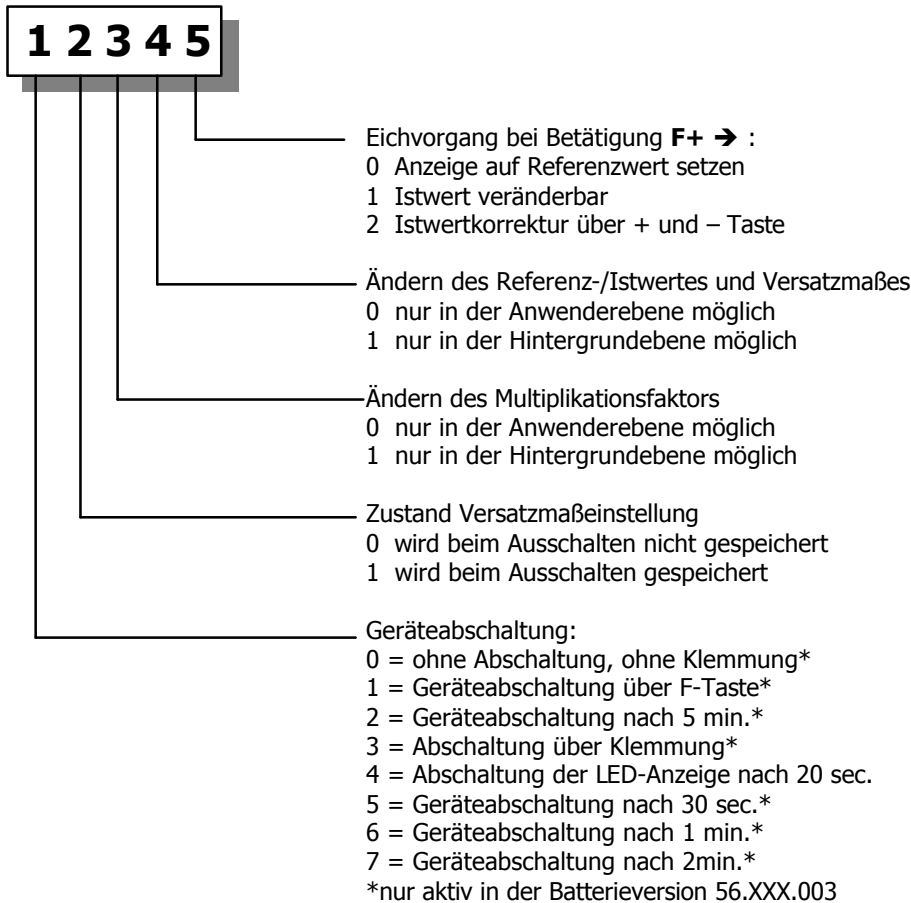 1 2 3 4 5
Eichvorgang bei Betätigung F+ ➔ :
0 Anzeige auf Referenzwert setzen
1 Istwert veränderbar
2 Istwertkorrektur über + und – Taste
Ändern des Referenz-/Istwertes und Versatzmaßes
0 nur in der Anwenderebene möglich
1 nur in der Hintergrundebene möglich
Ändern des Multiplikationsfaktors
0 nur in der Anwenderebene möglich
1 nur in der Hintergrundebene möglich
Zustand Versatzmaßeinstellung
0 wird beim Ausschalten nicht gespeichert
1 wird beim Ausschalten gespeichert
Geräteabschaltung:
0 = ohne Abschaltung, ohne Klemmung*
1 = Geräteabschaltung über F-Taste*
2 = Geräteabschaltung nach 5 min.*
3 = Abschaltung über Klemmung*
4 = Abschaltung der LED-Anzeige nach 20 sec.
5 = Geräteabschaltung nach 30 sec.*
6 = Geräteabschaltung nach 1 min.*
7 = Geräteabschaltung nach 2min.*
*nur aktiv in der Batterieversion 56.XXX.003